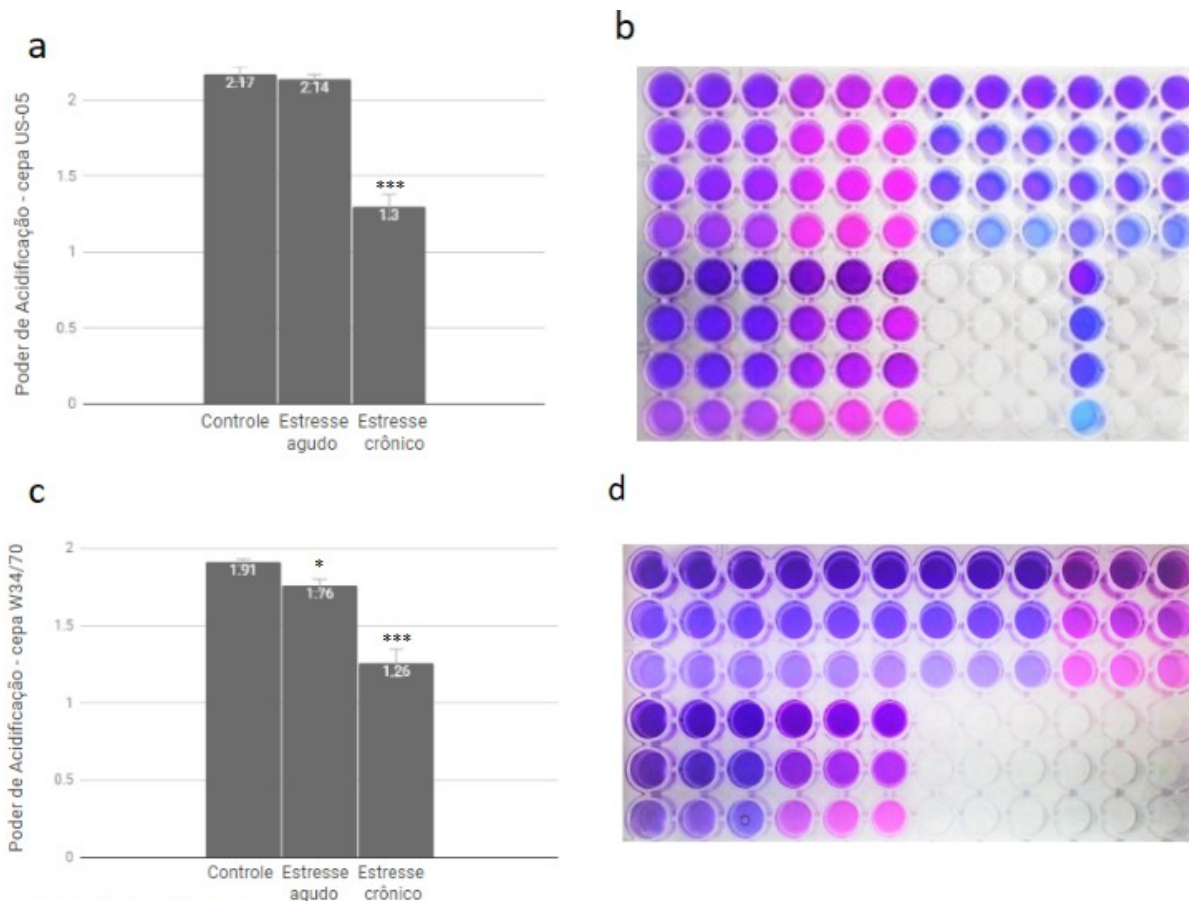 a
Poder de Acidificação - cepa US-05
2
1.5
1
0.5
0
2.17
2.14
***
1.3
Controle
Estresse
agudo
Estresse
crônico
b
c
Poder de Acidificação - cepa W34/70
2
1.5
1
0.5
0
1.91
*
1.76
***
1.26
Controle
Estresse
agudo
Estresse
crônico
d